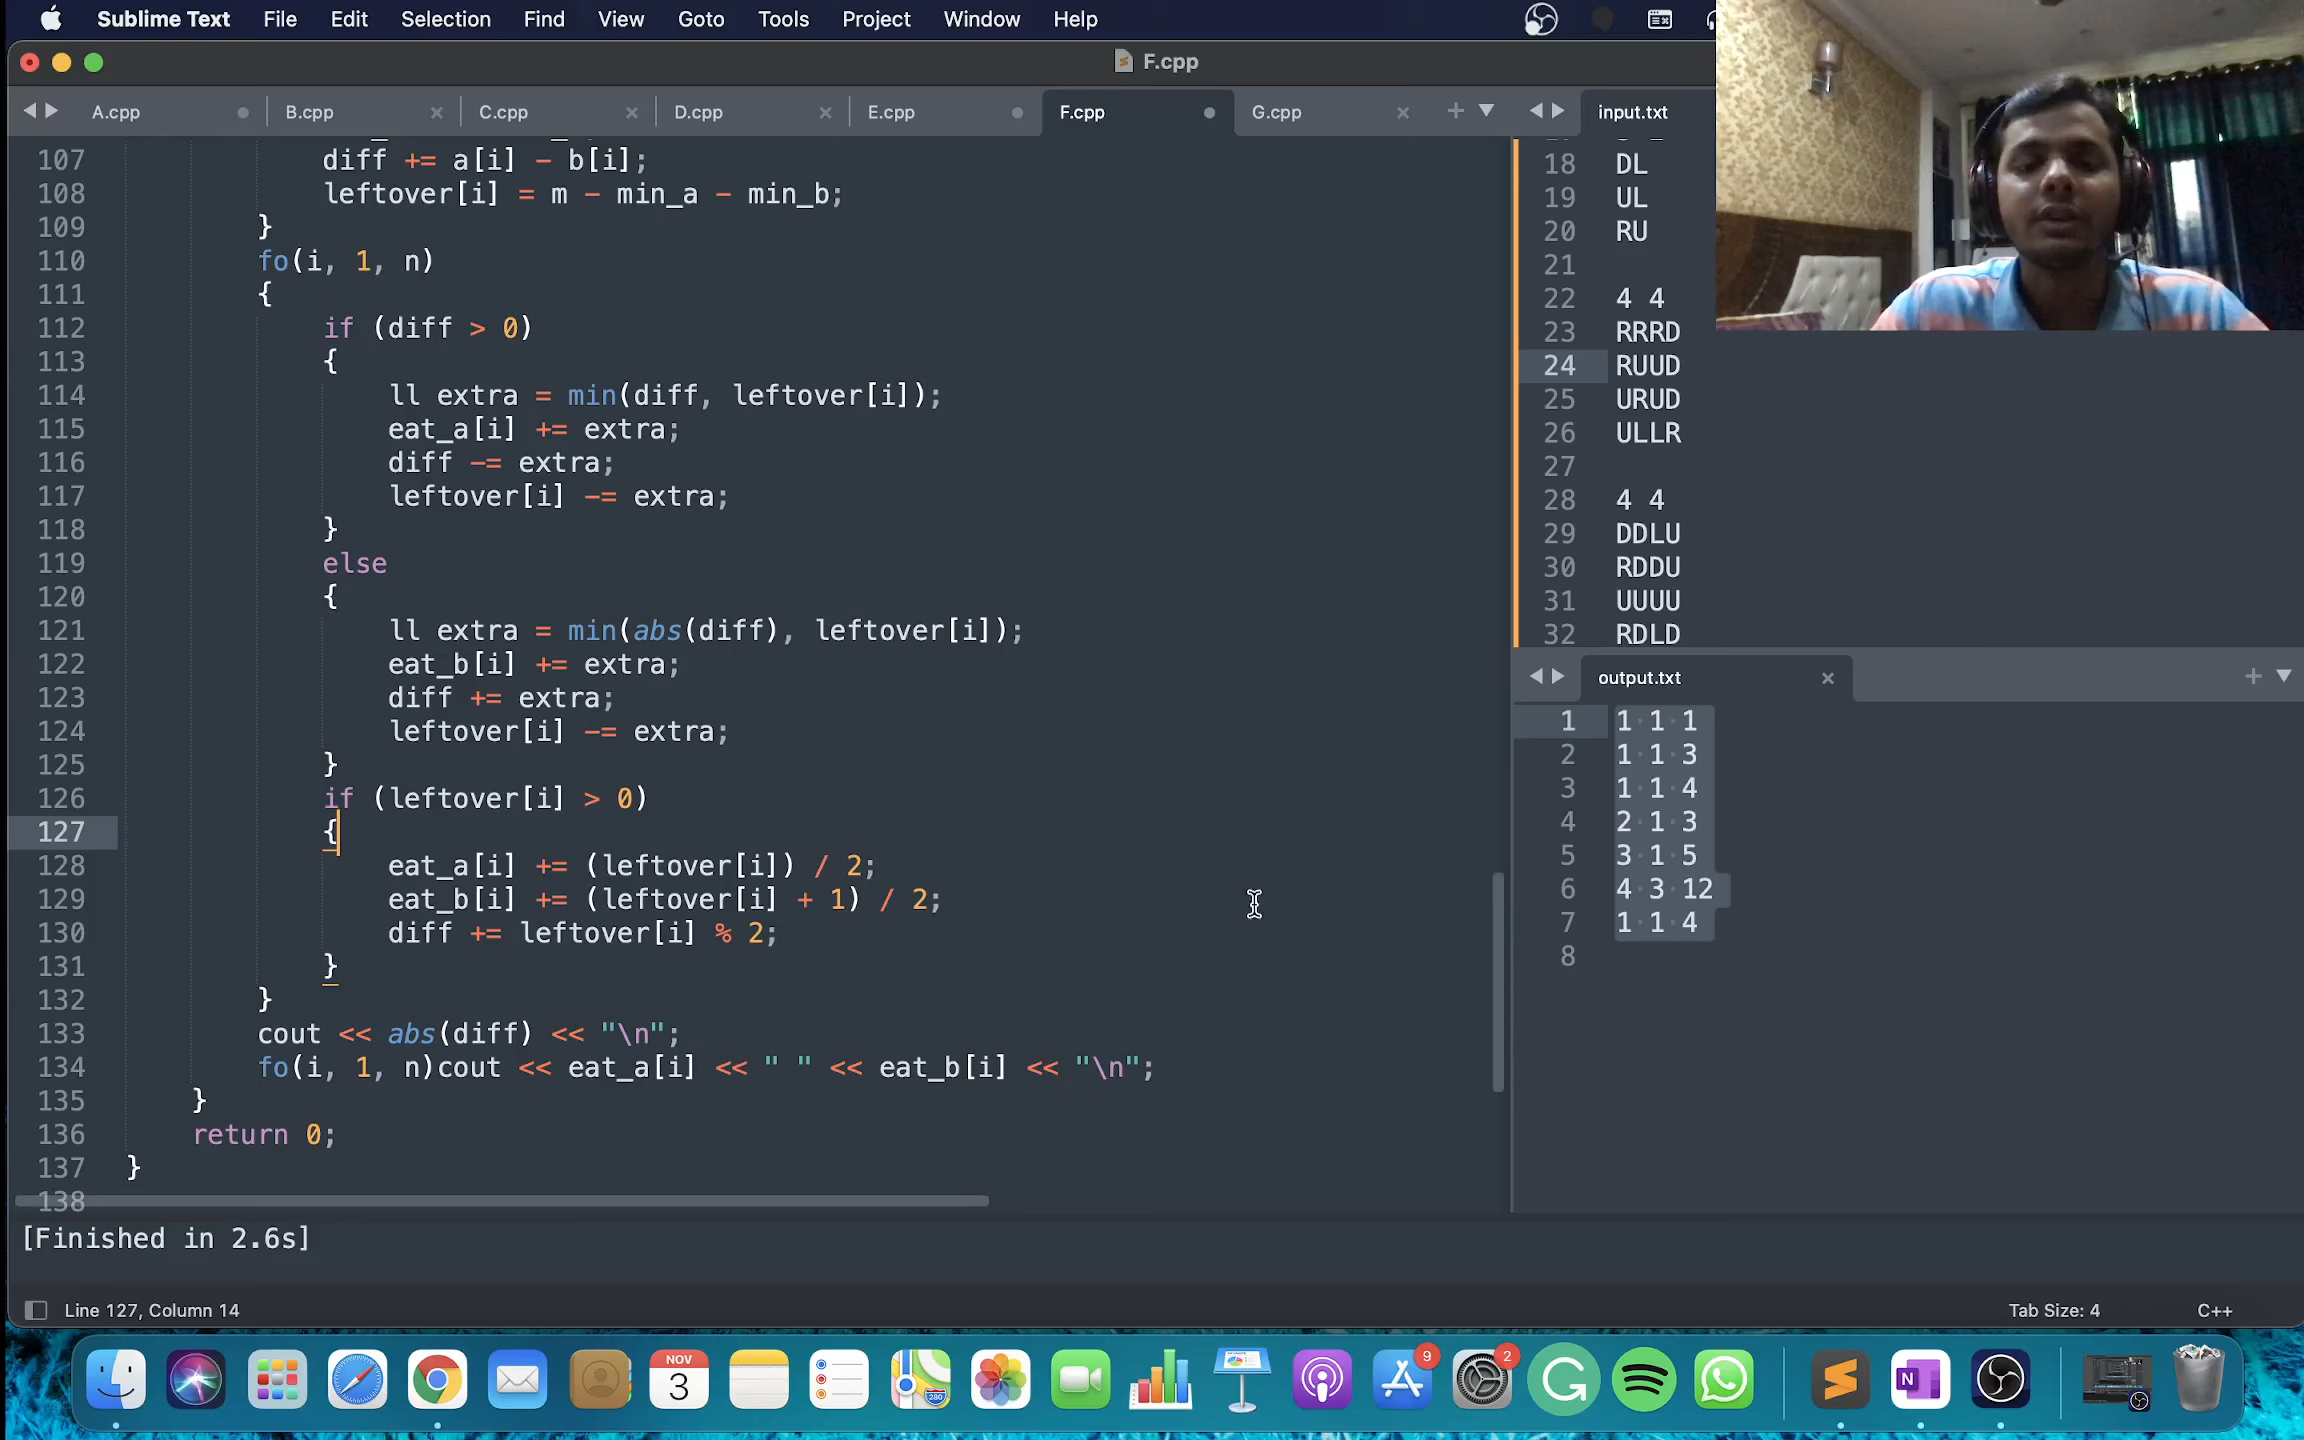 Sublime Text File Edit Selection Find View Goto Tools Project Window Help
F.cpp
A.cpp B.cpp C.cpp D.cpp E.cpp F.cpp G.cpp
107 diff += a[i] - b[i];
108 leftover[i] = m - min_a - min_b;
109 }
110 fo(i, 1, n)
111 {
112 if (diff > 0)
113 {
114 ll extra = min(diff, leftover[i]);
115 eat_a[i] += extra;
116 diff -= extra;
117 leftover[i] -= extra;
118 }
119 else
120 {
121 ll extra = min(abs(diff), leftover[i]);
122 eat_b[i] += extra;
123 diff += extra;
124 leftover[i] -= extra;
125 }
126 if (leftover[i] > 0)
127 {
128 eat_a[i] += (leftover[i]) / 2;
129 eat_b[i] += (leftover[i] + 1) / 2;
130 diff += leftover[i] % 2;
131 }
132 }
133 cout << abs(diff) << "\n";
134 fo(i, 1, n)cout << eat_a[i] << " " << eat_b[i] << "\n";
135 }
136 return 0;
137 }
138
input.txt
18 DL
19 UL
20 RU
21
22 4 4
23 RRRD
24 RUUD
25 URUD
26 ULLR
27
28 4 4
29 DDLU
30 RDDU
31 UUUU
32 RDLD
output.txt
1 1 1 1
2 1 1 3
3 1 1 4
4 2 1 3
5 3 1 5
6 4 3 12
7 1 1 4
8
[Finished in 2.6s]
Line 127, Column 14 Tab Size: 4 C++
NOV
3
280
9
2
N